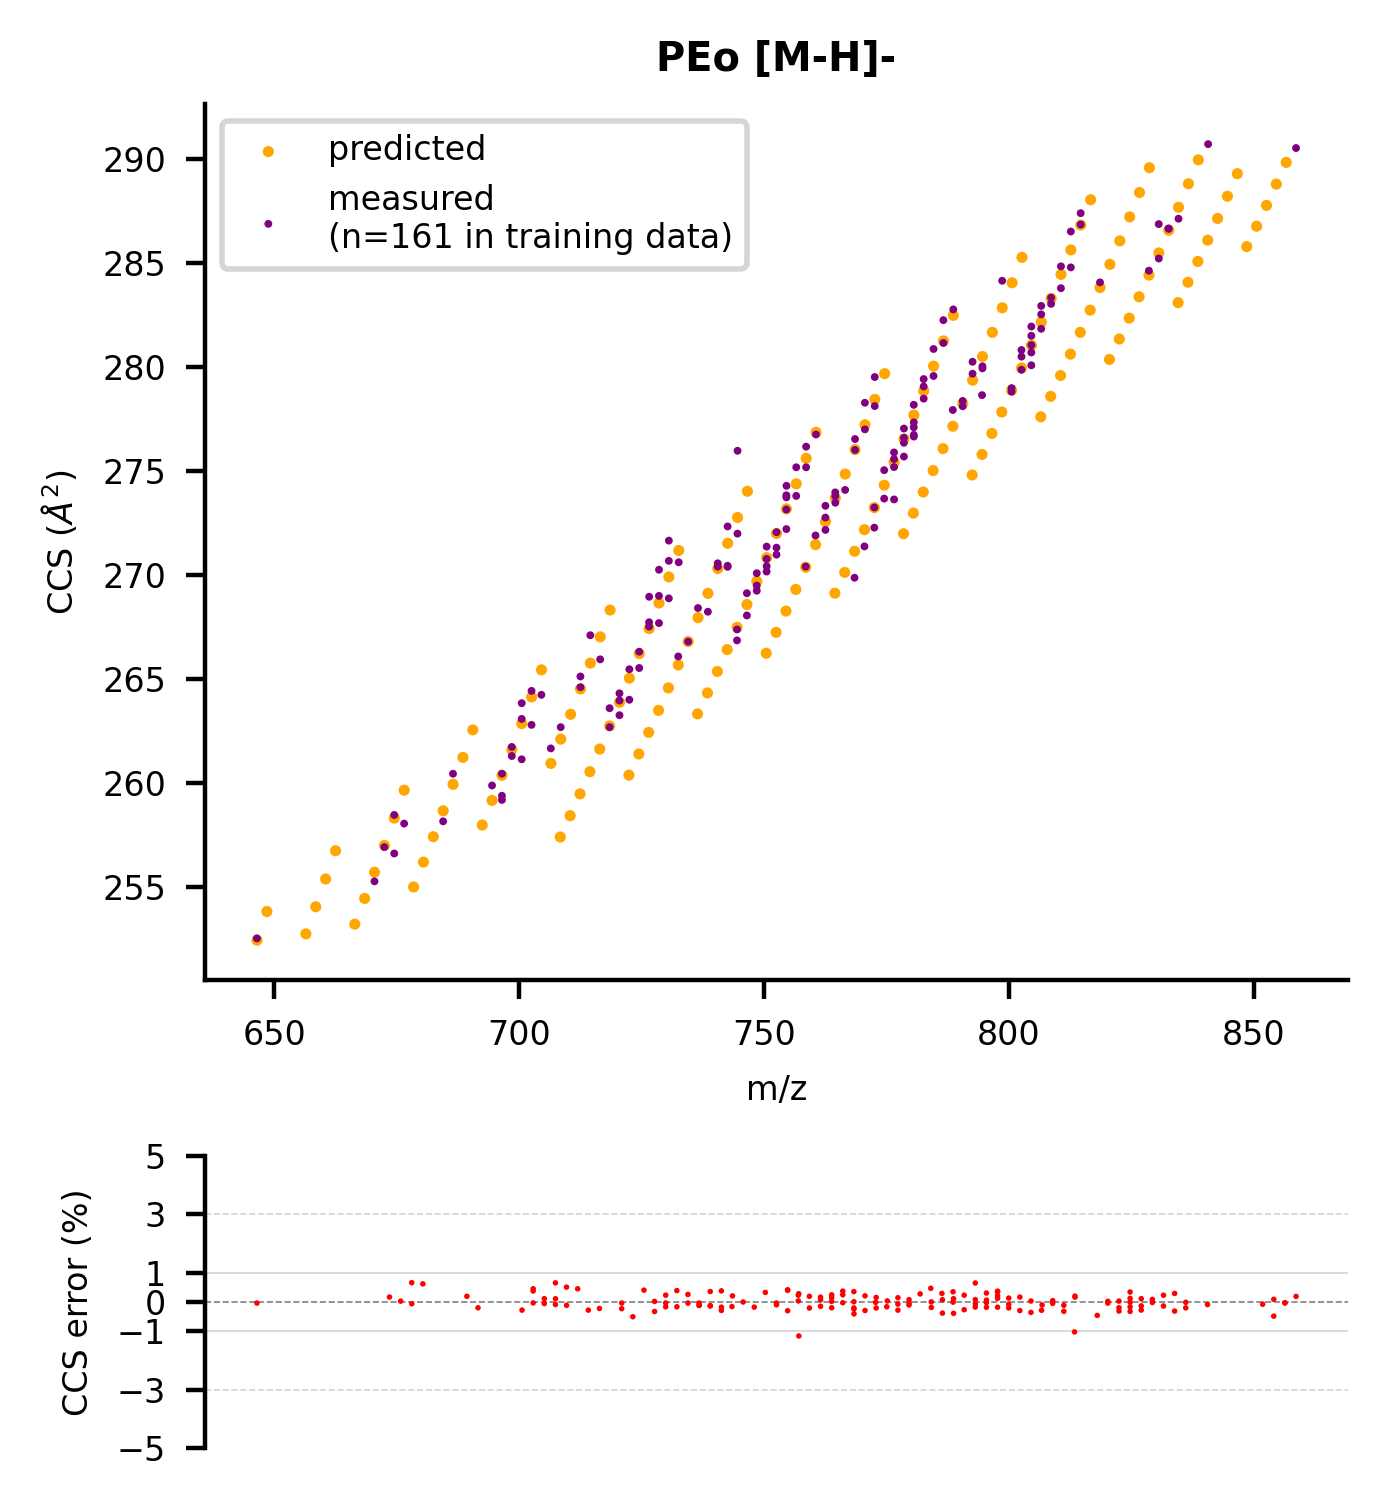 PEo [M-H]-
predicted
measured
(n=161 in training data)
290
285
280
275
270
265
260
255
CCS (Å²)
650 700 750 800 850
m/z
5
3
1
0
−1
−3
−5
CCS error (%)